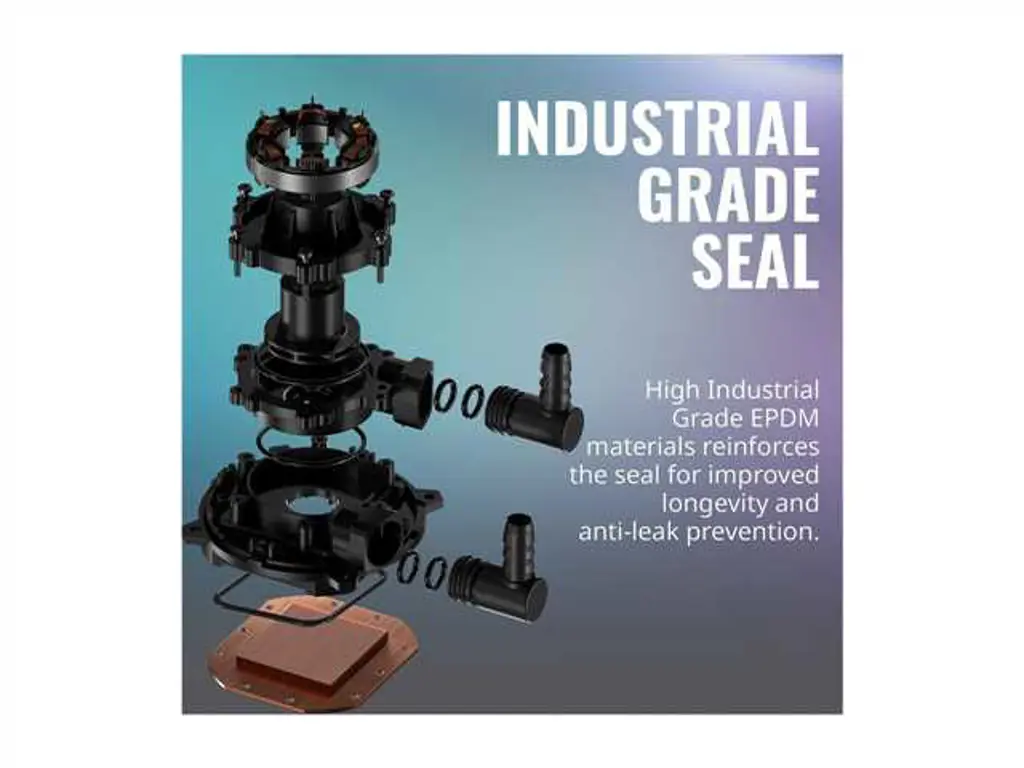 INDUSTRIAL
GRADE
SEAL
High Industrial
Grade EPDM
materials reinforces
the seal for improved
longevity and
anti-leak prevention.